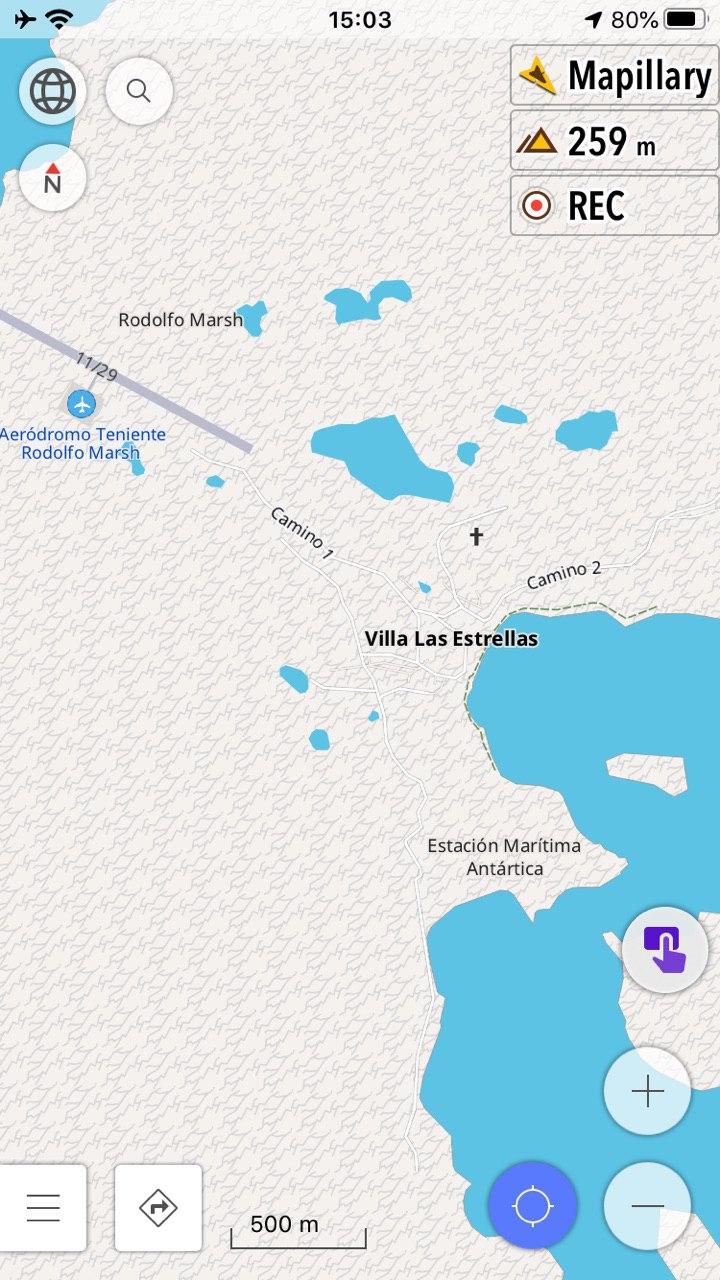 15:03
80%
Mapillary
259 m
REC
N
Rodolfo Marsh
11/29
Aeródromo Teniente
Rodolfo Marsh
Camino 1
Camino 2
Villa Las Estrellas
Estación Marítima
Antártica
500 m